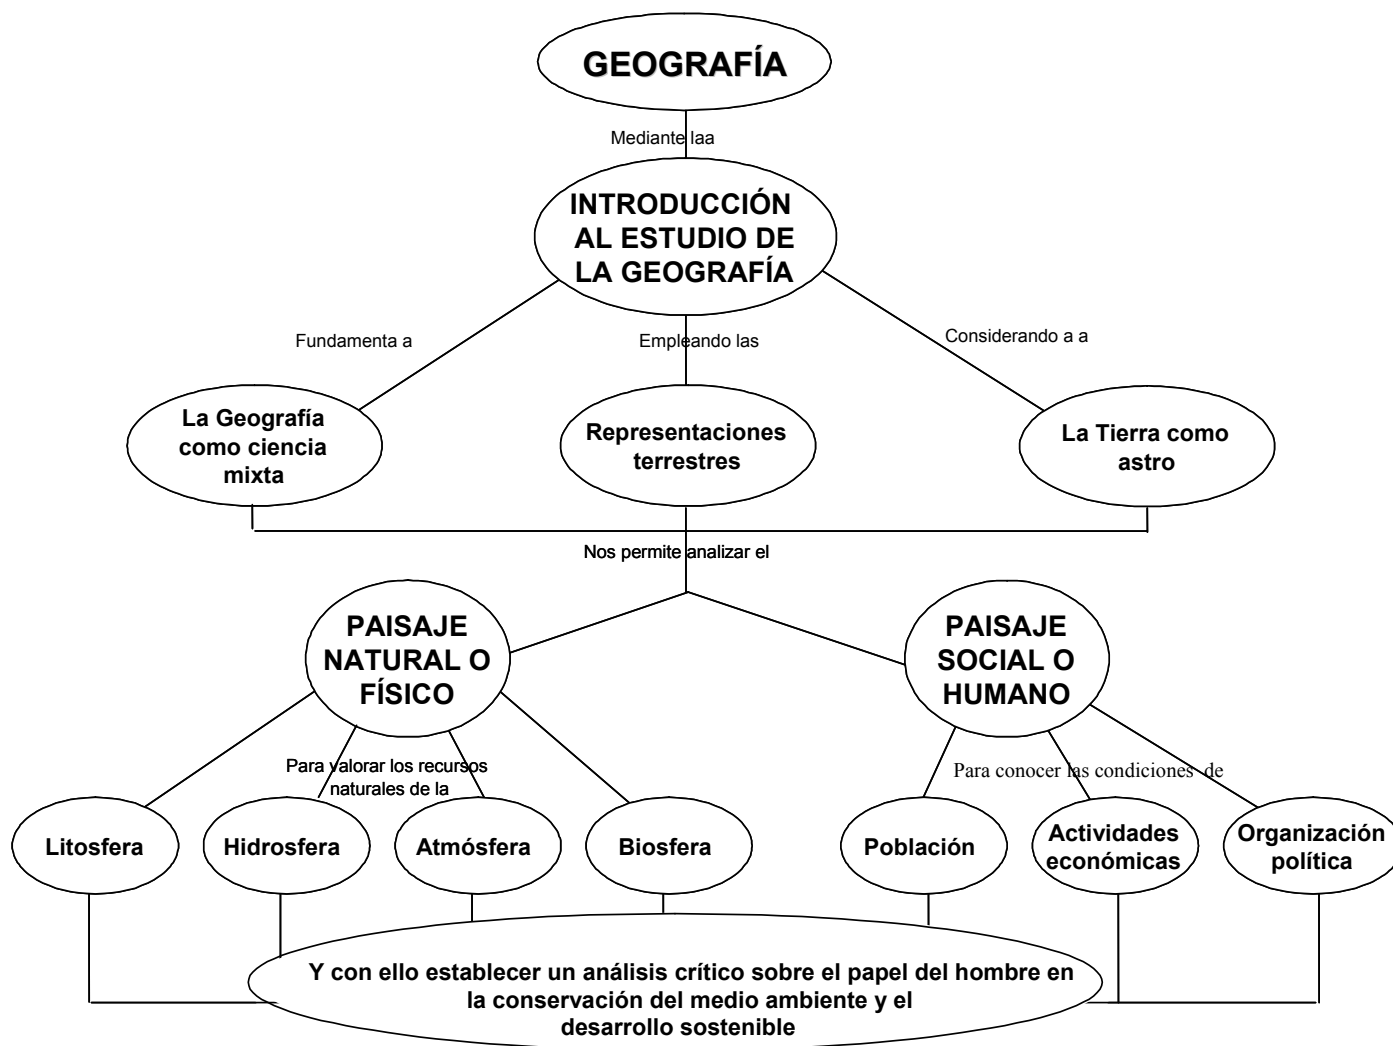 GEOGRAFÍA
Mediante laa
INTRODUCCIÓN
AL ESTUDIO DE
LA GEOGRAFÍA
Fundamenta a
Empleando las
Considerando a a
La Geografía
como ciencia
mixta
Representaciones
terrestres
La Tierra como
astro
Nos permite analizar el
PAISAJE
NATURAL O
FÍSICO
PAISAJE
SOCIAL O
HUMANO
Para valorar los recursos
naturales de la
Para conocer las condiciones de
Litosfera
Hidrosfera
Atmósfera
Biosfera
Población
Actividades
económicas
Organización
política
Y con ello establecer un análisis crítico sobre el papel del hombre en
la conservación del medio ambiente y el
desarrollo sostenible